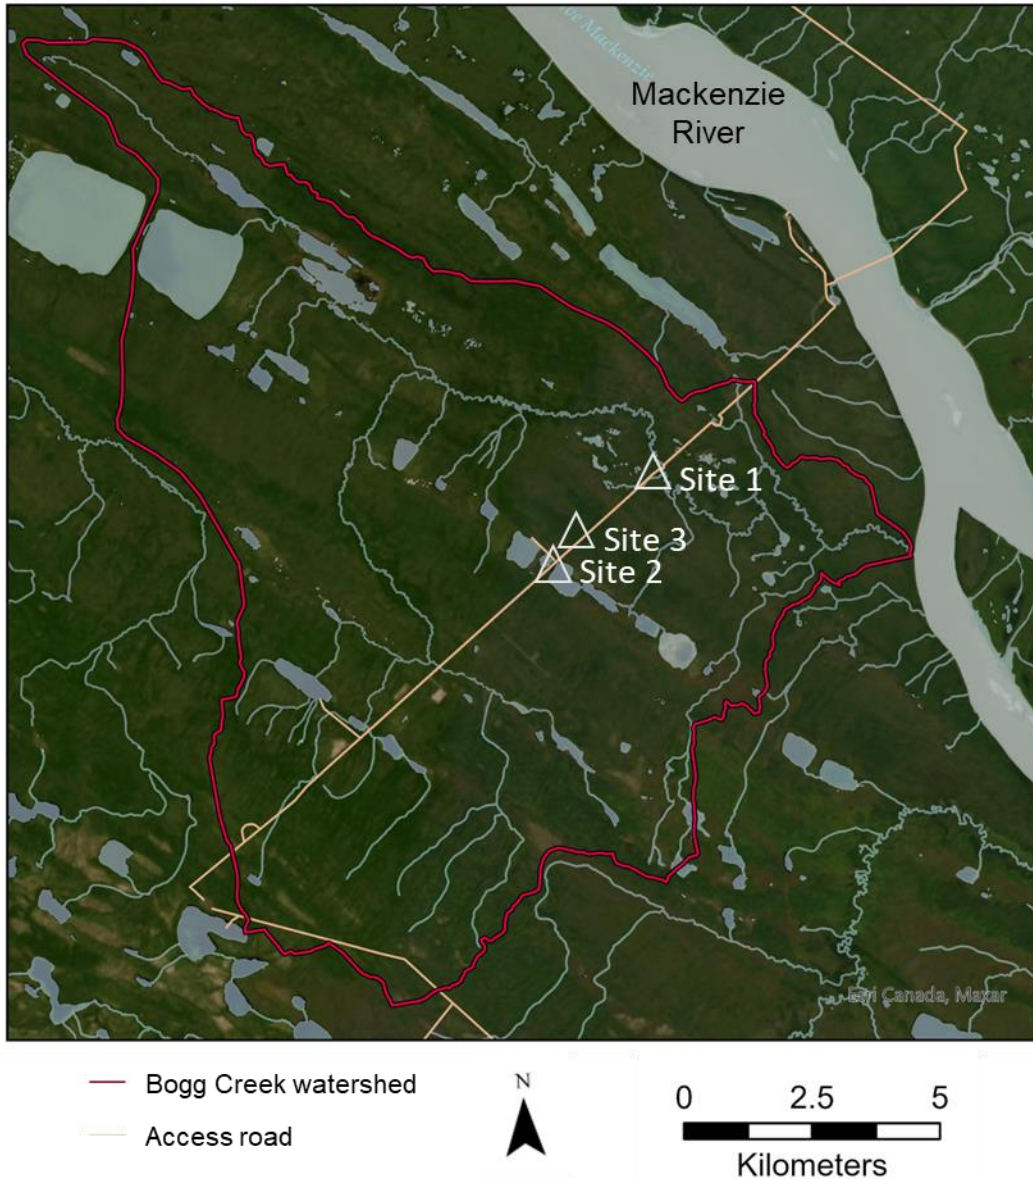 Mackenzie
River
Mackenzie
Site 1
Site 3
Site 2
Esri Canada, Maxar
Bogg Creek watershed
Access road
N
0 2.5 5
Kilometers